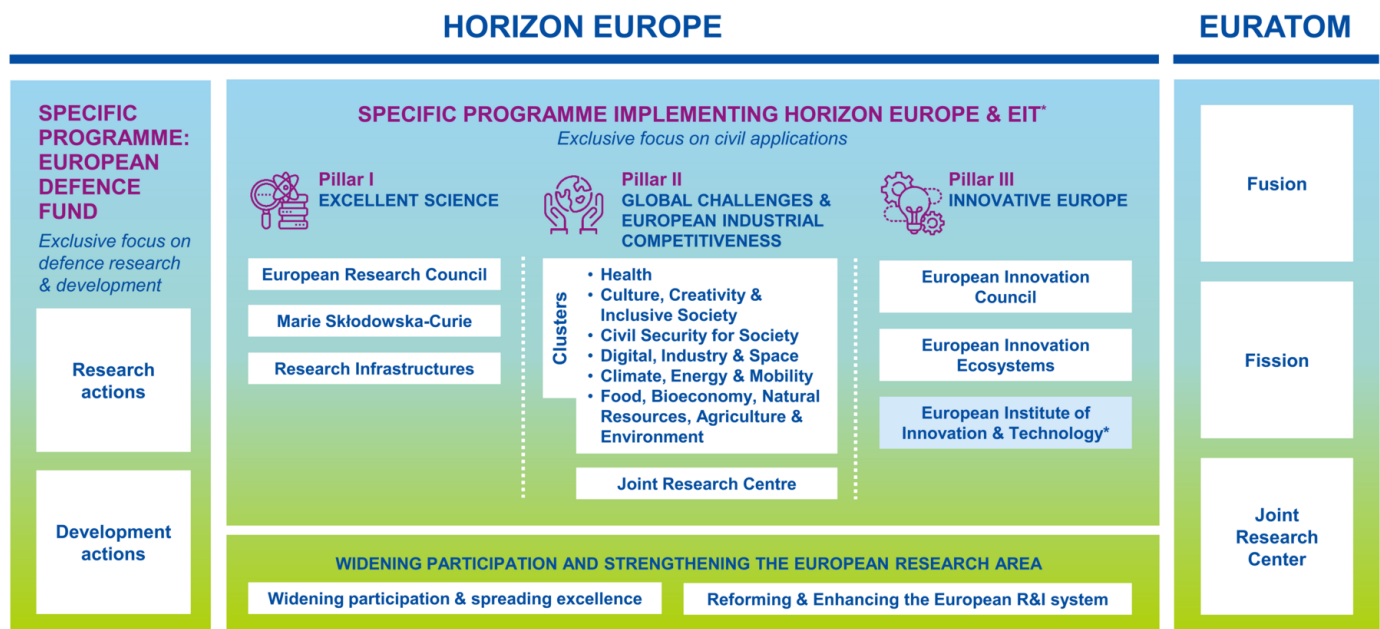 HORIZON EUROPE
EURATOM
SPECIFIC
PROGRAMME:
EUROPEAN
DEFENCE
FUND
Exclusive focus on
defence research
& development
Research
actions
Development
actions
SPECIFIC PROGRAMME IMPLEMENTING HORIZON EUROPE & EIT*
Exclusive focus on civil applications
Pillar I
EXCELLENT SCIENCE
European Research Council
Marie Skłodowska-Curie
Research Infrastructures
Pillar II
GLOBAL CHALLENGES &
EUROPEAN INDUSTRIAL
COMPETITIVENESS
Clusters
• Health
• Culture, Creativity &
Inclusive Society
• Civil Security for Society
• Digital, Industry & Space
• Climate, Energy & Mobility
• Food, Bioeconomy, Natural
Resources, Agriculture &
Environment
Joint Research Centre
Pillar III
INNOVATIVE EUROPE
European Innovation
Council
European Innovation
Ecosystems
European Institute of
Innovation & Technology*
WIDENING PARTICIPATION AND STRENGTHENING THE EUROPEAN RESEARCH AREA
Widening participation & spreading excellence
Reforming & Enhancing the European R&I system
Fusion
Fission
Joint
Research
Center